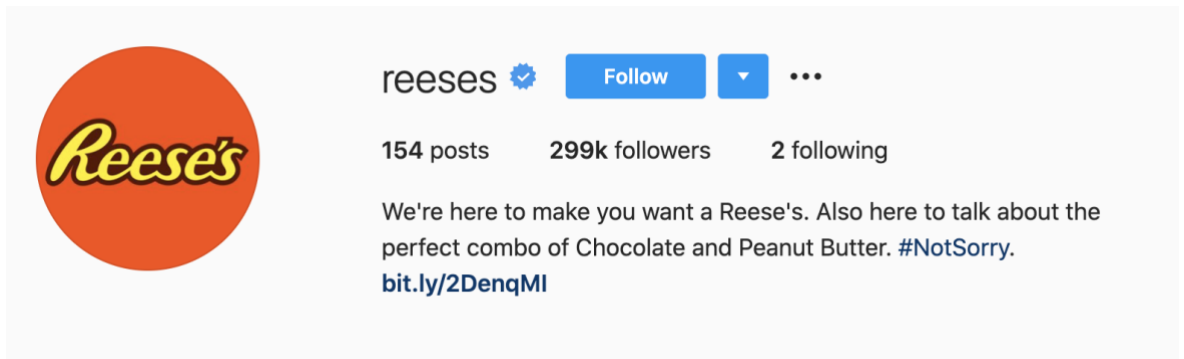 Reese's
reeses
Follow
154 posts 299k followers 2 following
We're here to make you want a Reese's. Also here to talk about the
perfect combo of Chocolate and Peanut Butter. #NotSorry.
bit.ly/2DenqMI